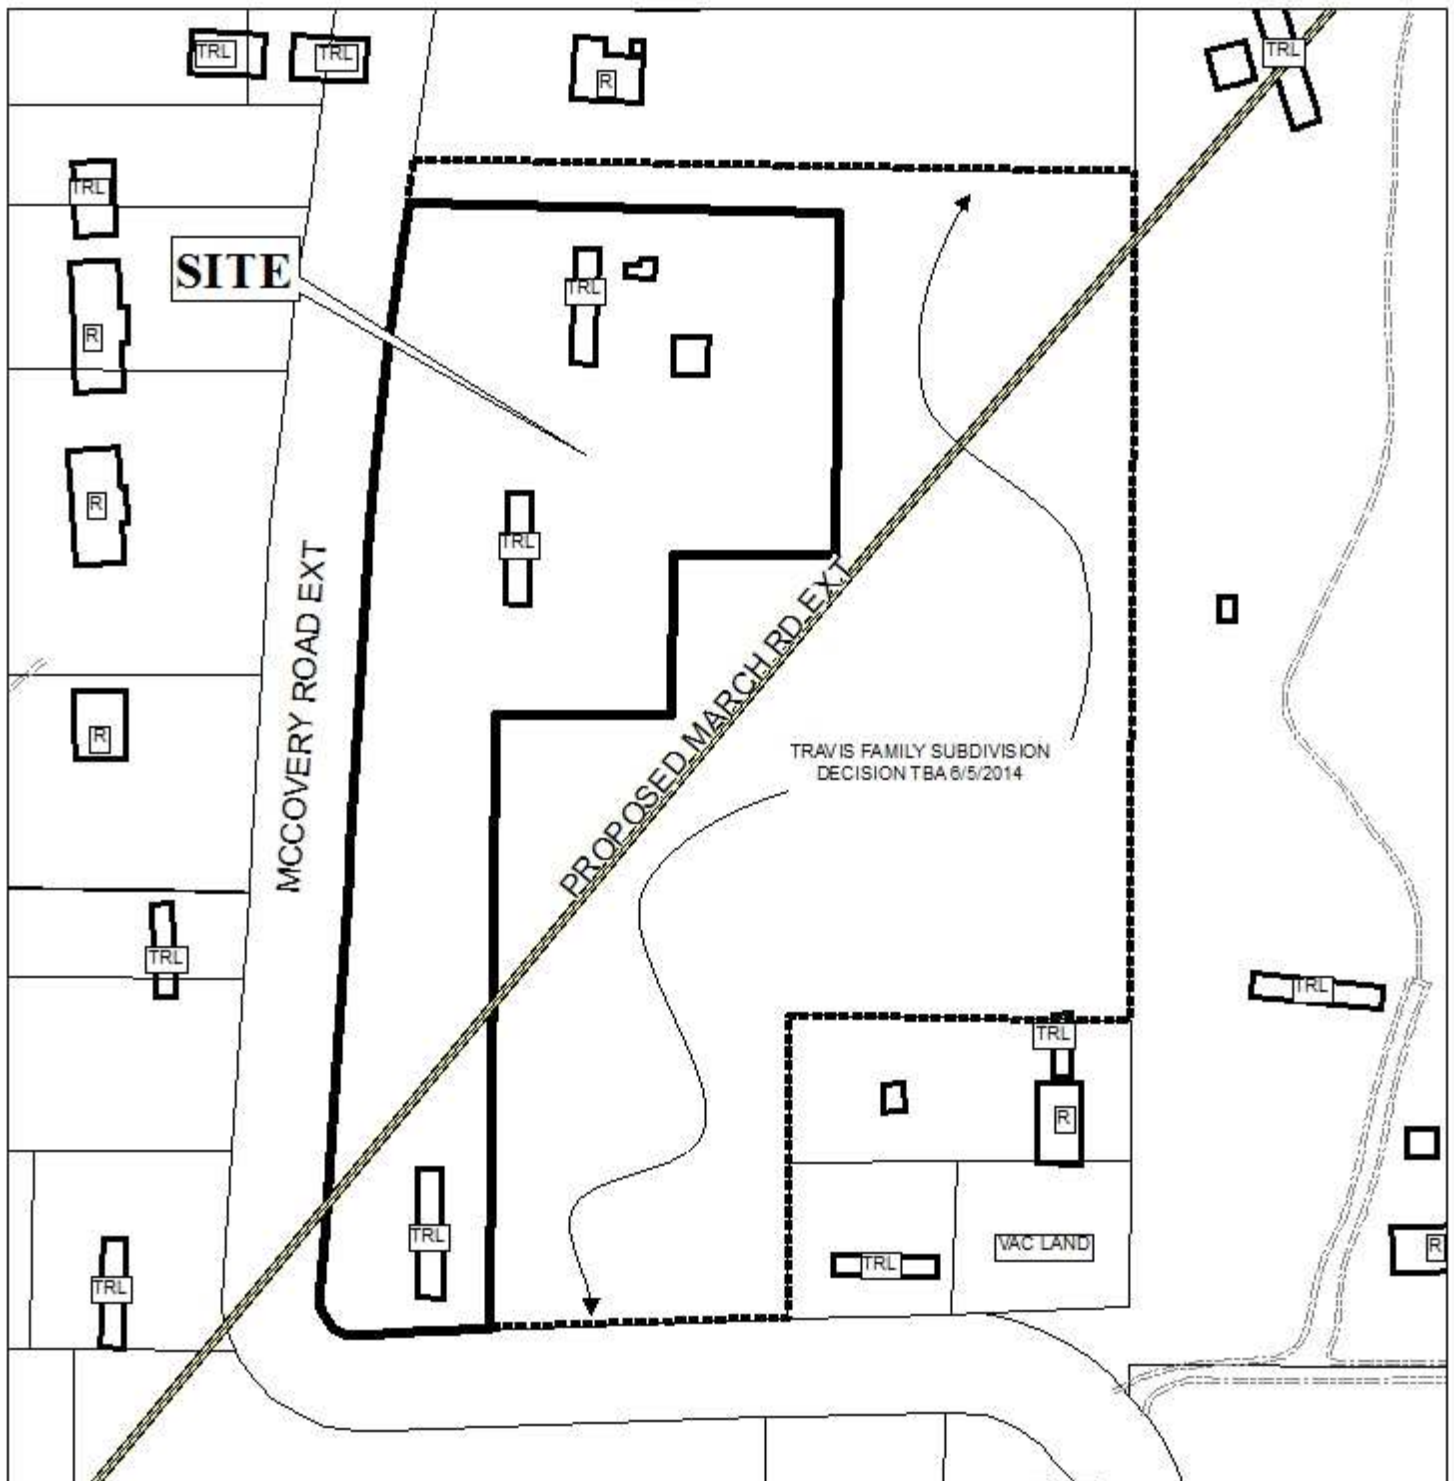 TRL
TRL
R
TRL
TRL
SITE
TRL
R
R
TRL
MCCOVERY ROAD EXT
PROPOSED MARCH RD EXT
R
TRAVIS FAMILY SUBDIVISION
DECISION TBA 6/5/2014
TRL
TRL
TRL
R
TRL
TRL
VAC LAND
R
TRL